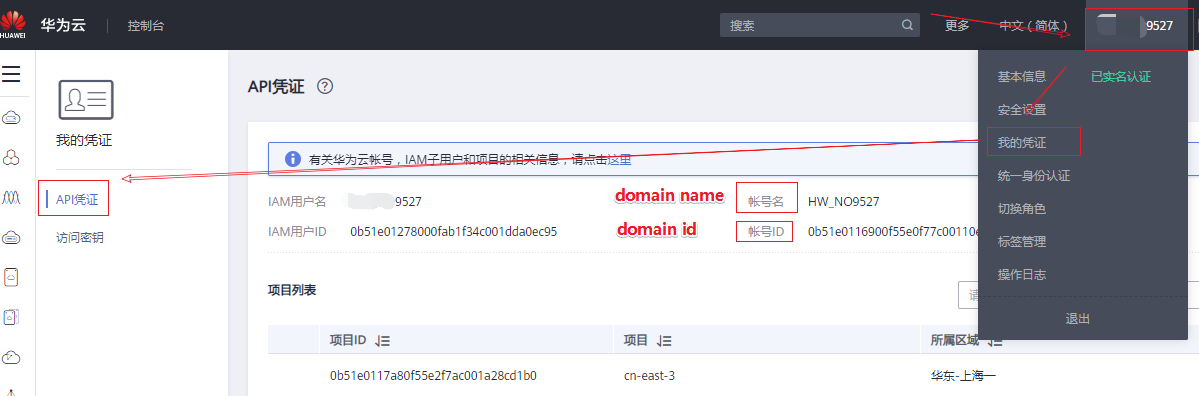 HUAWEI
华为云
控制台
搜索
更多
中文（简体）
9527
基本信息
已实名认证
安全设置
我的凭证
统一身份认证
切换角色
标签管理
操作日志
退出
我的凭证
API凭证
访问密钥
API凭证
有关华为云帐号，IAM子用户和项目的相关信息，请点击这里
IAM用户名 9527 domain name 帐号名 HW_NO9527
IAM用户ID 0b51e01278000fab1f34c001dda0ec95 domain id 帐号ID 0b51e0116900f55e0f77c00110e
项目列表
请
项目ID 项目 所属区域
0b51e0117a80f55e2f7ac001a28cd1b0 cn-east-3 华东-上海一